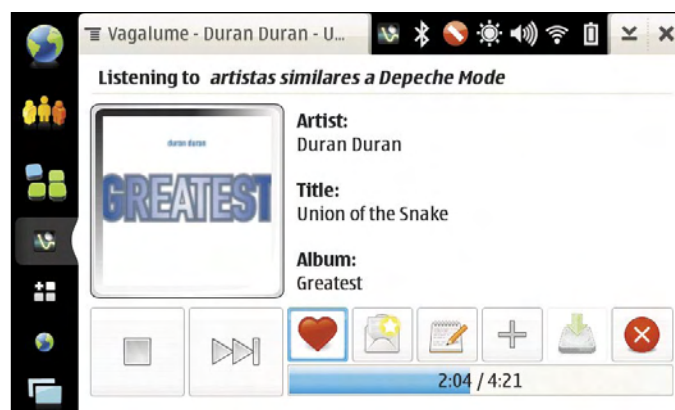 Vagalume - Duran Duran - U...
Listening to artistas similares a Depeche Mode
duran duran
GREATEST
Artist:
Duran Duran
Title:
Union of the Snake
Album:
Greatest
2:04 / 4:21